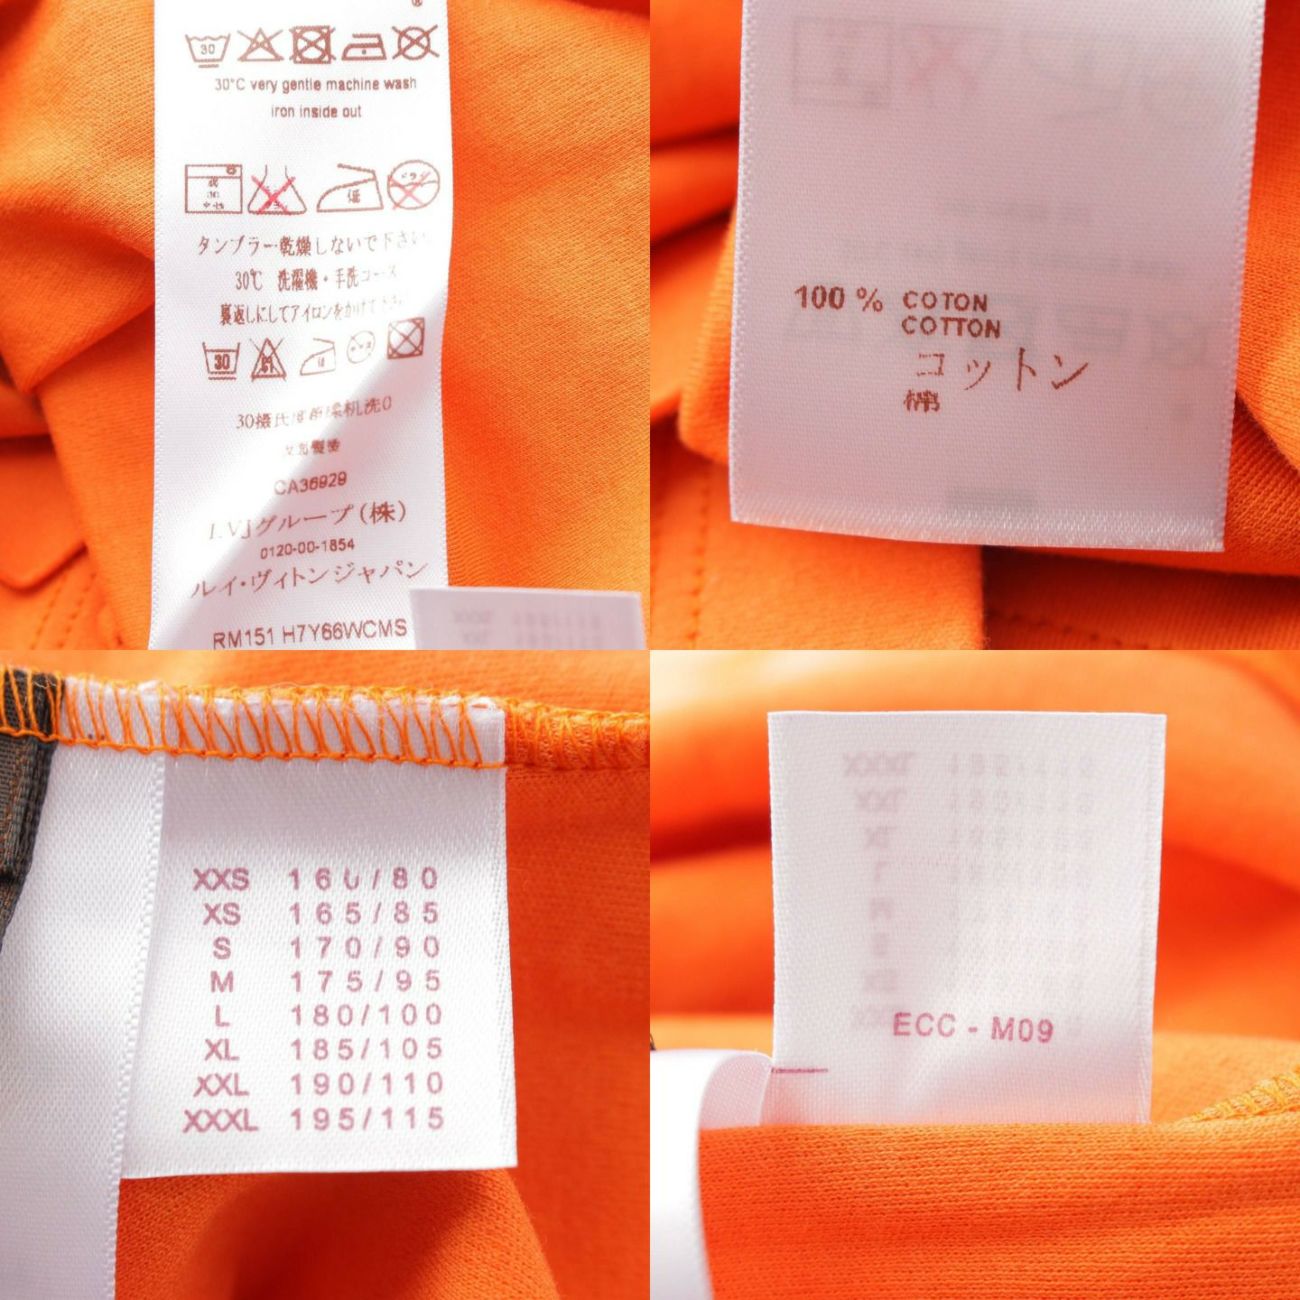 30
30°C very gentle machine wash
iron inside out
低
タンブラー乾燥しないで下さい
30℃ 洗濯機・手洗コース
裏返しにしてアイロンをかけて下さい
30
CA36929
LVJグループ(株)
0120-00-1854
ルイ・ヴィトンジャパン
RM151 H7Y66WCMS
100 % COTON
COTTON
コットン
棉
XXS 160/80
XS 165/85
S 170/90
M 175/95
L 180/100
XL 185/105
XXL 190/110
XXXL 195/115
ECC - M09